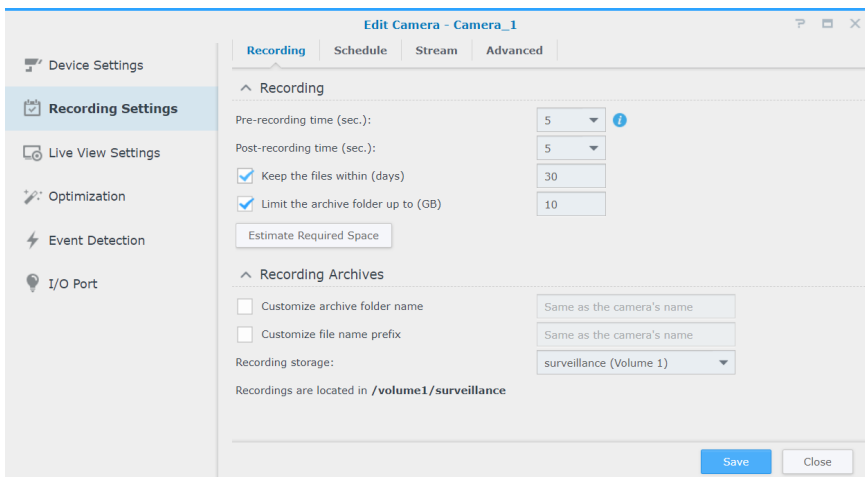 Edit Camera - Camera_1
Device Settings
Recording Settings
Live View Settings
Optimization
Event Detection
I/O Port
Recording Schedule Stream Advanced
Recording
Pre-recording time (sec.): 5
Post-recording time (sec.): 5
Keep the files within (days) 30
Limit the archive folder up to (GB) 10
Estimate Required Space
Recording Archives
Customize archive folder name Same as the camera's name
Customize file name prefix Same as the camera's name
Recording storage: surveillance (Volume 1)
Recordings are located in /volume1/surveillance
Save Close